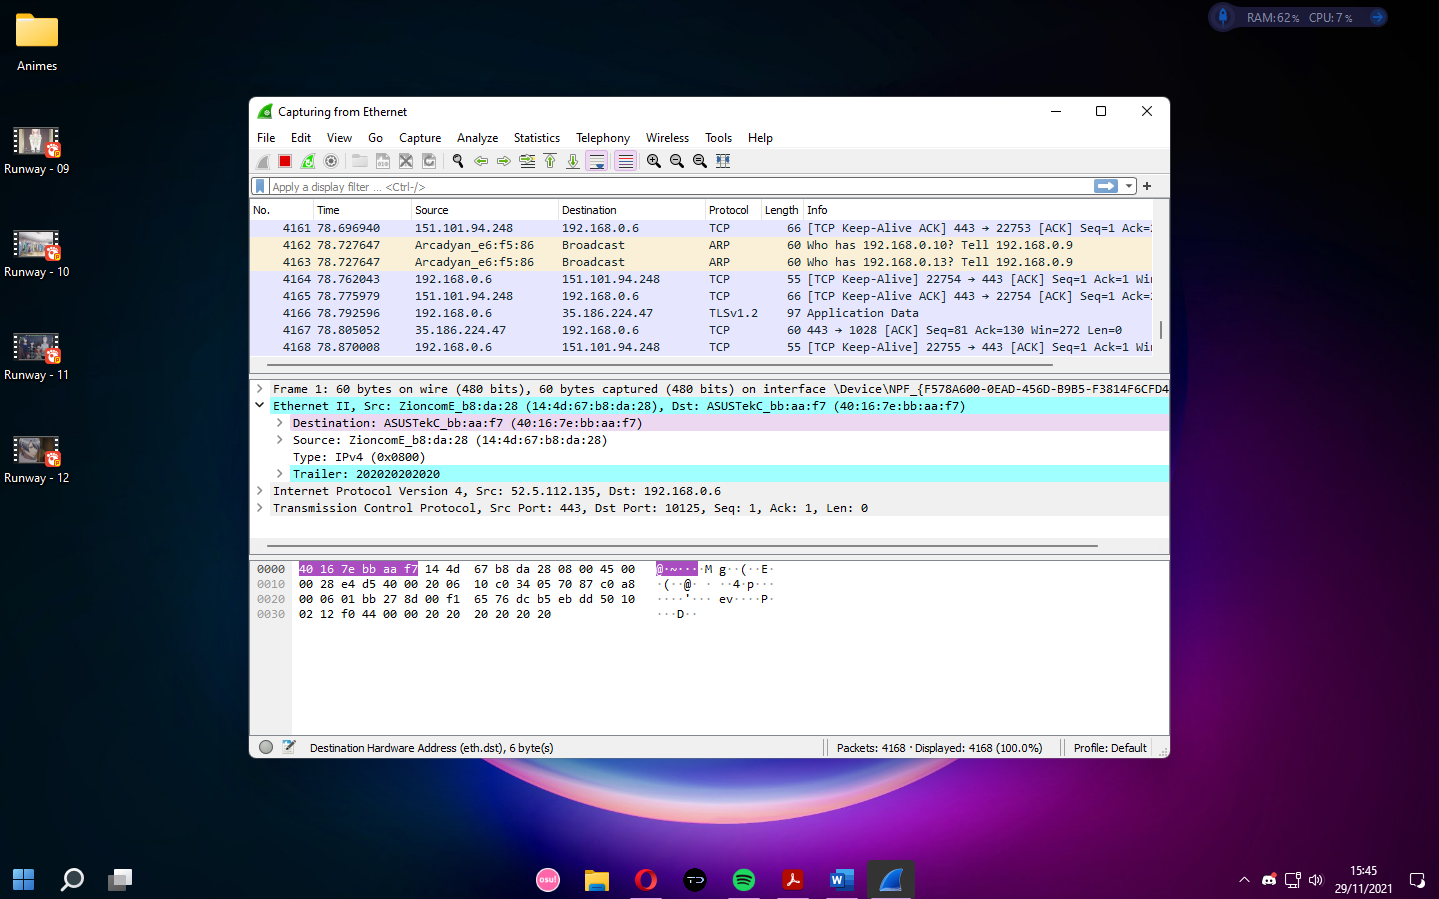 Animes
RAM: 62% CPU: 7%
Runway - 09
Runway - 10
Runway - 11
Runway - 12
Capturing from Ethernet
File Edit View Go Capture Analyze Statistics Telephony Wireless Tools Help
Apply a display filter ... <Ctrl-/>
No. Time Source Destination Protocol Length Info
4161 78.696940 151.101.94.248 192.168.0.6 TCP 66 [TCP Keep-Alive ACK] 443 → 22753 [ACK] Seq=1 Ack=
4162 78.727647 Arcadyan_e6:f5:86 Broadcast ARP 60 Who has 192.168.0.10? Tell 192.168.0.9
4163 78.727647 Arcadyan_e6:f5:86 Broadcast ARP 60 Who has 192.168.0.13? Tell 192.168.0.9
4164 78.762043 192.168.0.6 151.101.94.248 TCP 55 [TCP Keep-Alive] 22754 → 443 [ACK] Seq=1 Ack=1 Wi
4165 78.775979 151.101.94.248 192.168.0.6 TCP 66 [TCP Keep-Alive ACK] 443 → 22754 [ACK] Seq=1 Ack=
4166 78.792596 192.168.0.6 35.186.224.47 TLSv1.2 97 Application Data
4167 78.805052 35.186.224.47 192.168.0.6 TCP 60 443 → 1028 [ACK] Seq=81 Ack=130 Win=272 Len=0
4168 78.870008 192.168.0.6 151.101.94.248 TCP 55 [TCP Keep-Alive] 22755 → 443 [ACK] Seq=1 Ack=1 Wi
Frame 1: 60 bytes on wire (480 bits), 60 bytes captured (480 bits) on interface \Device\NPF_{F578A600-0EAD-456D-B9B5-F3814F6CFD4
Ethernet II, Src: ZioncomE_b8:da:28 (14:4d:67:b8:da:28), Dst: ASUSTekC_bb:aa:f7 (40:16:7e:bb:aa:f7)
Destination: ASUSTekC_bb:aa:f7 (40:16:7e:bb:aa:f7)
Source: ZioncomE_b8:da:28 (14:4d:67:b8:da:28)
Type: IPv4 (0x0800)
Trailer: 202020202020
Internet Protocol Version 4, Src: 52.5.112.135, Dst: 192.168.0.6
Transmission Control Protocol, Src Port: 443, Dst Port: 10125, Seq: 1, Ack: 1, Len: 0
0000 40 16 7e bb aa f7 14 4d 67 b8 da 28 08 00 45 00 @·~····M g··(··E·
0010 00 28 e4 d5 40 00 20 06 10 c0 34 05 70 87 c0 a8 ·(··@· · ··4·p···
0020 00 06 01 bb 27 8d 00 f1 65 76 dc b5 eb dd 50 10 ····'··· ev····P·
0030 02 12 f0 44 00 00 20 20 20 20 20 20 ···D··
Destination Hardware Address (eth.dst), 6 byte(s)
Packets: 4168 · Displayed: 4168 (100.0%)
Profile: Default
osu!
15:45
29/11/2021